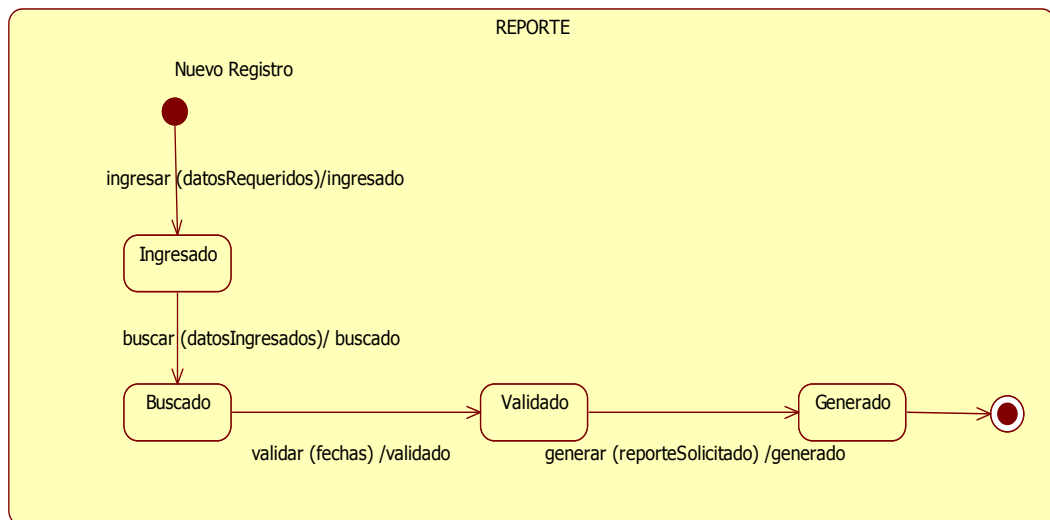 REPORTE
Nuevo Registro
ingresar (datosRequeridos)/ingresado
Ingresado
buscar (datosIngresados)/ buscado
Buscado
Validado
Generado
validar (fechas) /validado
generar (reporteSolicitado) /generado